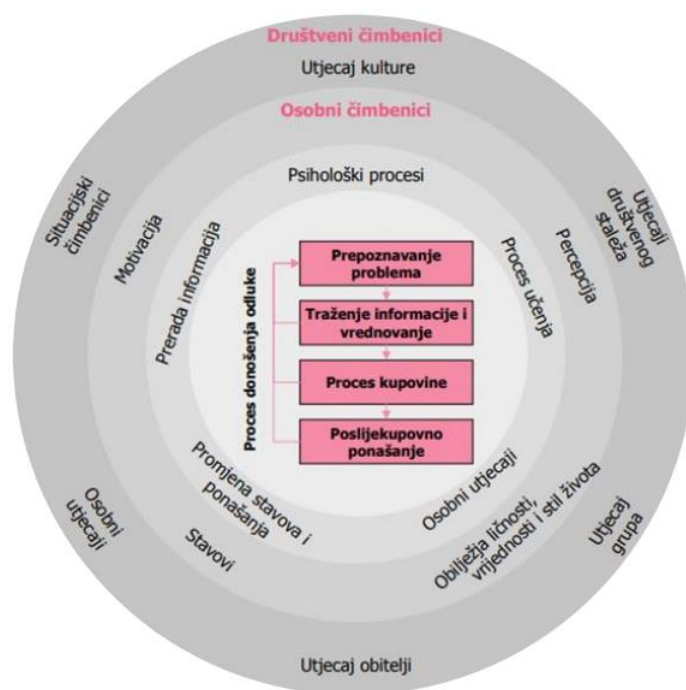 Društveni čimbenici
Utjecaj kulture
Osobni čimbenici
Psihološki procesi
Situacijski
čimbenici
Motivacija
Prerada informacija
Proces učenja
Percepcija
Utjecaji
društvenog
staleža
Proces donošenja odluke
Prepoznavanje
problema
Traženje informacije i
vrednovanje
Proces kupovine
Poslijekupovno
ponašanje
Osobni
utjecaji
Stavovi
Promjena stavova i
ponašanja
Osobni utjecaji
Obilježja ličnosti,
vrijednosti i stil života
Utjecaj
grupa
Utjecaj obitelji